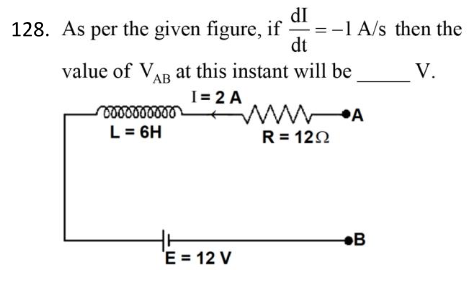 128. As per the given figure, if dI/dt = -1 A/s then the
value of V_AB at this instant will be ______ V.
I = 2 A
A
L = 6H
R = 12Ω
B
E = 12 V